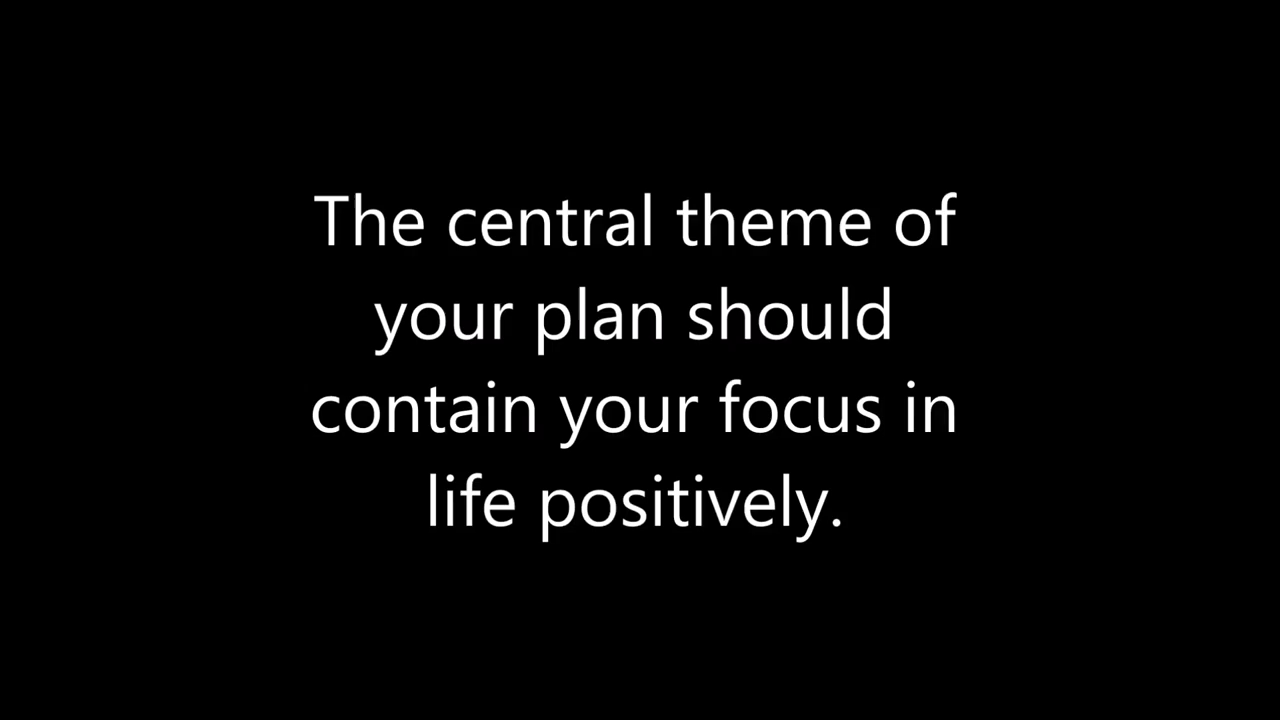 The central theme of
your plan should
contain your focus in
life positively.